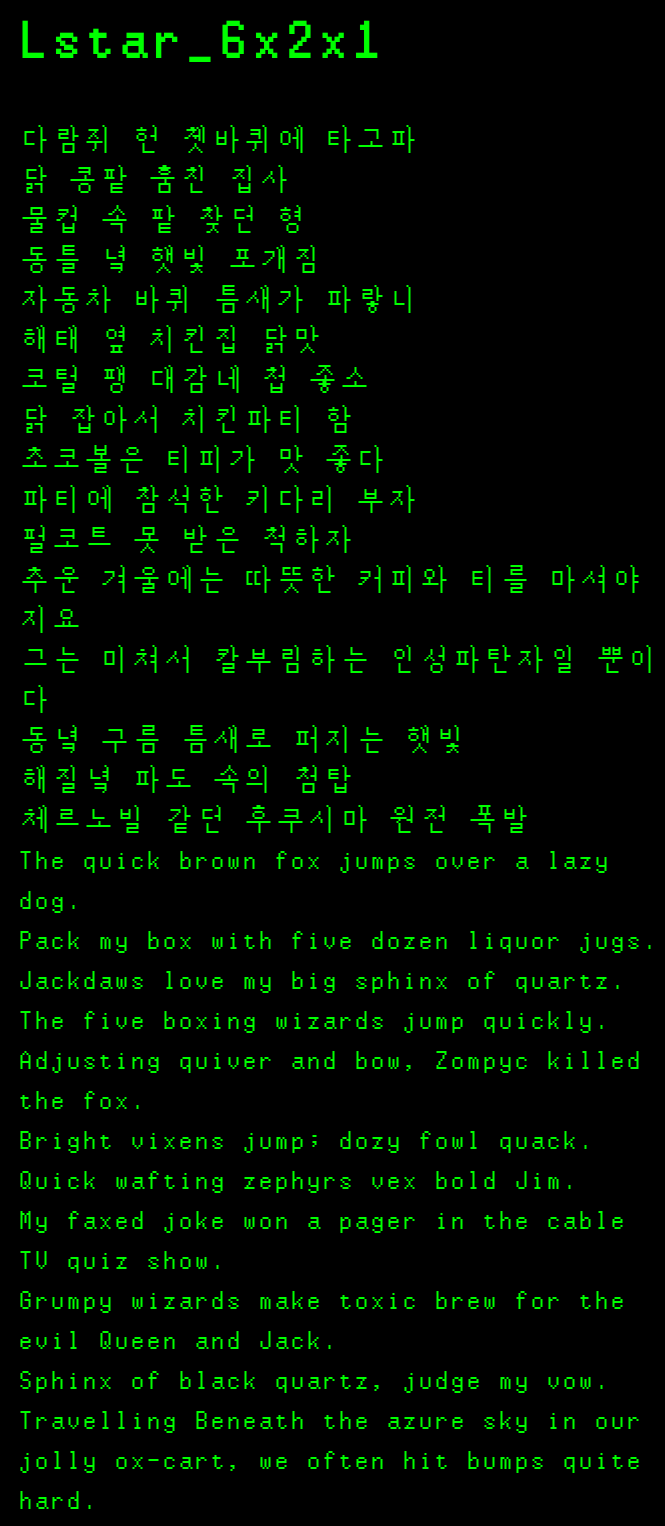 Lstar_6x2x1
다람쥐 헌 쳇바퀴에 타고파
닭 콩팥 훔친 집사
물컵 속 팥 찾던 형
동틀 녘 햇빛 포개짐
자동차 바퀴 틈새가 파랗니
해태 옆 치킨집 닭맛
코털 팽 대감네 첩 좋소
닭 잡아서 치킨파티 함
초코볼은 티피가 맛 좋다
파티에 참석한 키다리 부자
펄코트 못 받은 척하자
추운 겨울에는 따뜻한 커피와 티를 마셔야
지요
그는 미쳐서 칼부림하는 인성파탄자일 뿐이
다
동녘 구름 틈새로 퍼지는 햇빛
해질녘 파도 속의 첨탑
체르노빌 같던 후쿠시마 원전 폭발
The quick brown fox jumps over a lazy
dog.
Pack my box with five dozen liquor jugs.
Jackdaws love my big sphinx of quartz.
The five boxing wizards jump quickly.
Adjusting quiver and bow, Zompyc killed
the fox.
Bright vixens jump; dozy fowl quack.
Quick wafting zephyrs vex bold Jim.
My faxed joke won a pager in the cable
TV quiz show.
Grumpy wizards make toxic brew for the
evil Queen and Jack.
Sphinx of black quartz, judge my vow.
Travelling Beneath the azure sky in our
jolly ox-cart, we often hit bumps quite
hard.